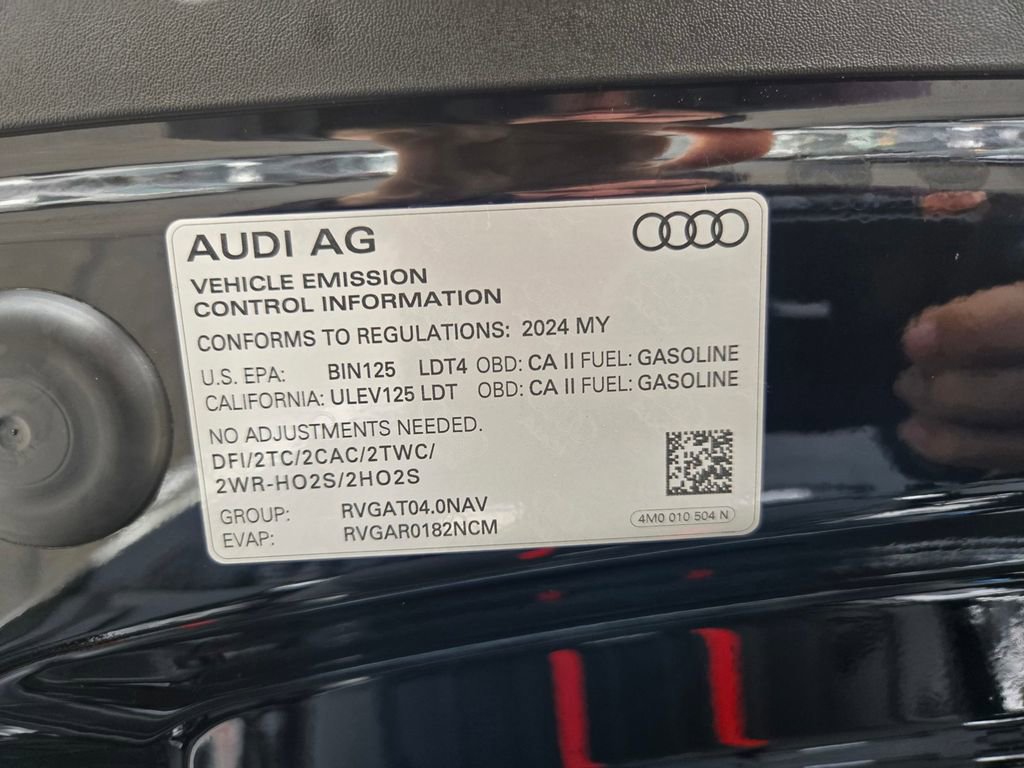 AUDI AG
VEHICLE EMISSION
CONTROL INFORMATION
CONFORMS TO REGULATIONS: 2024 MY
U.S. EPA: BIN125 LDT4 OBD: CA II FUEL: GASOLINE
CALIFORNIA: ULEV125 LDT OBD: CA II FUEL: GASOLINE
NO ADJUSTMENTS NEEDED.
DFI/2TC/2CAC/2TWC/
2WR-HO2S/2HO2S
GROUP: RVGAT04.0NAV
EVAP: RVGAR0182NCM
4M0 010 504 N